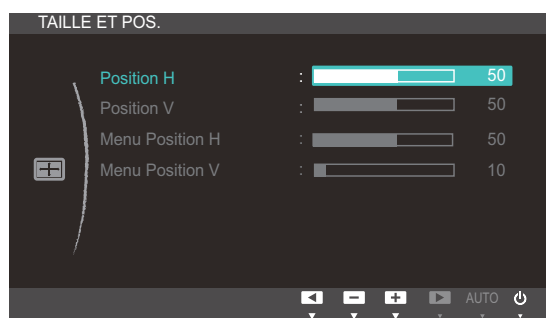 TAILLE ET POS.
Position H : 50
Position V : 50
Menu Position H : 50
Menu Position V : 10
AUTO